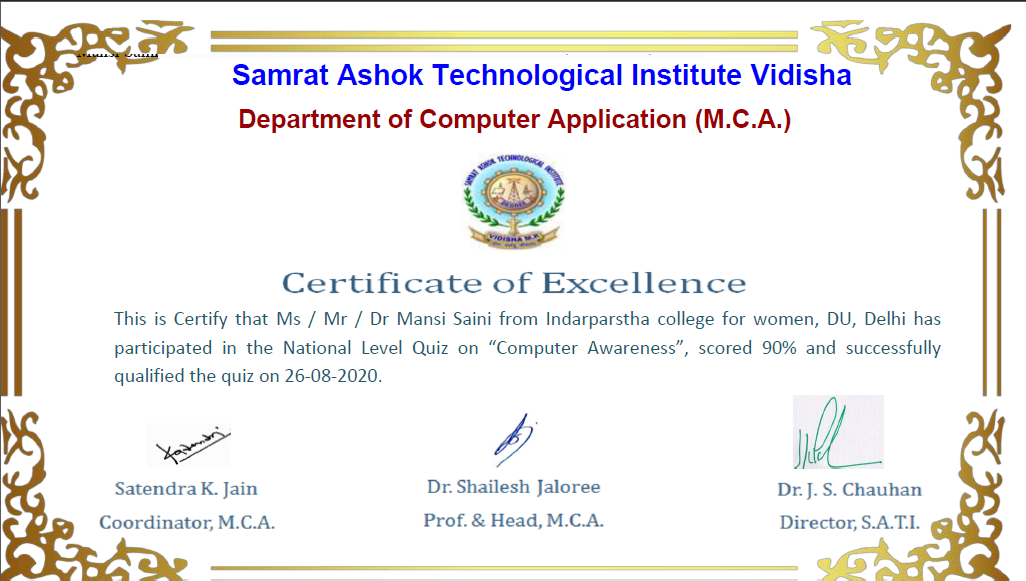 Mansi Saini
Samrat Ashok Technological Institute Vidisha
Department of Computer Application (M.C.A.)
SAMRAT ASHOK TECHNOLOGICAL INSTITUTE
DEGREE
VIDISHA M.P.
Certificate of Excellence
This is Certify that Ms / Mr / Dr Mansi Saini from Indarparstha college for women, DU, Delhi has
participated in the National Level Quiz on “Computer Awareness”, scored 90% and successfully
qualified the quiz on 26-08-2020.
Satendra K. Jain
Dr. Shailesh Jaloree
Dr. J. S. Chauhan
Coordinator, M.C.A.
Prof. & Head, M.C.A.
Director, S.A.T.I.